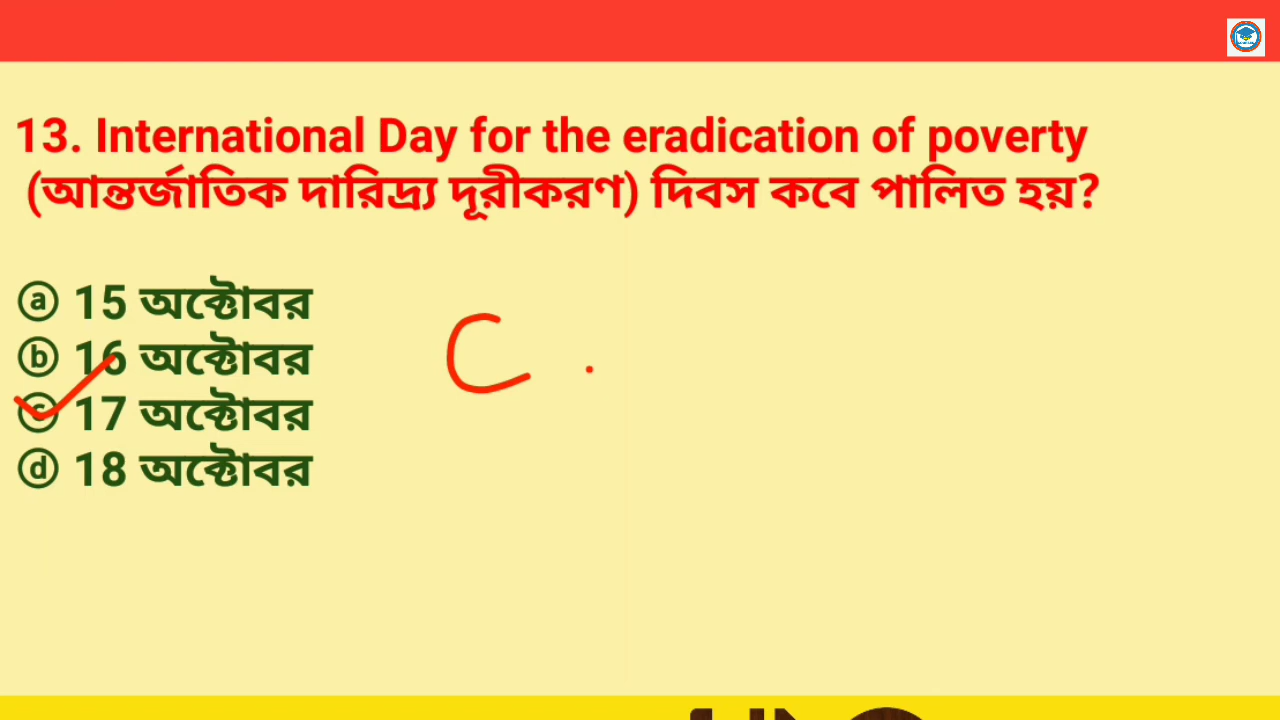 13. International Day for the eradication of poverty
(আন্তর্জাতিক দারিদ্র্য দূরীকরণ) দিবস কবে পালিত হয়?
ⓐ 15 অক্টোবর
ⓑ 16 অক্টোবর
ⓒ 17 অক্টোবর
ⓓ 18 অক্টোবর
C .